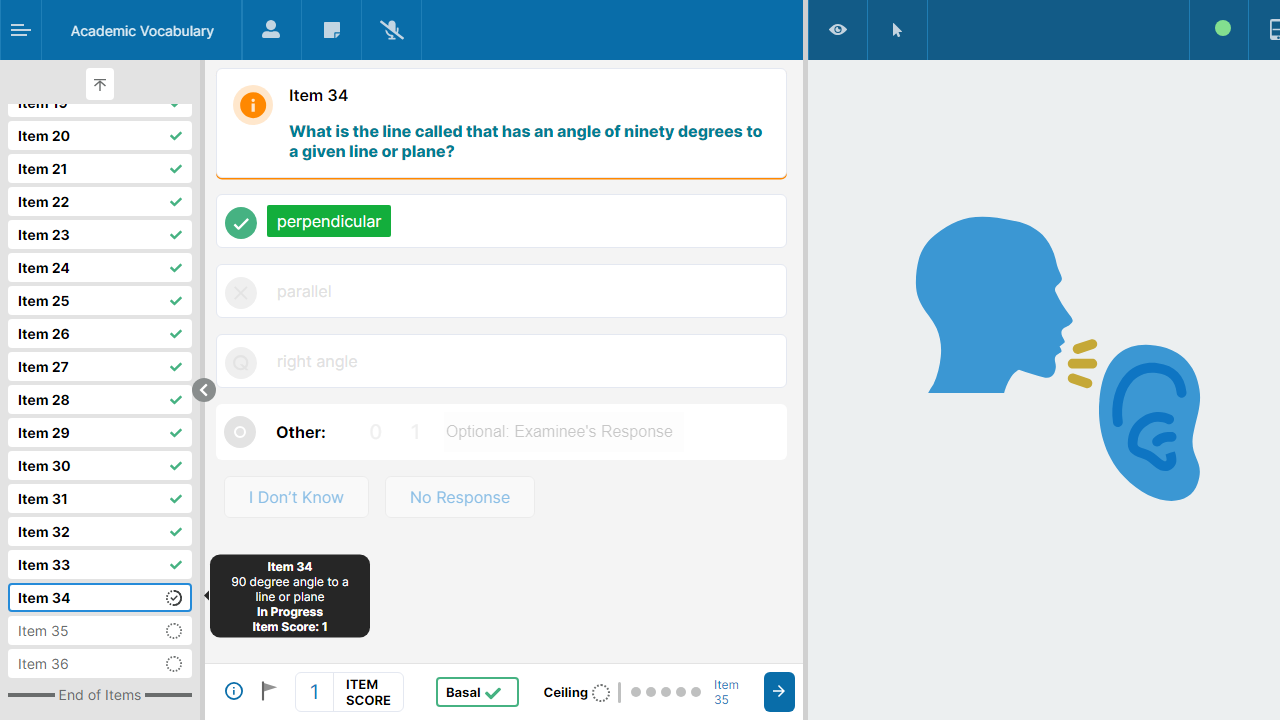 Academic Vocabulary
Item 19
Item 20
Item 21
Item 22
Item 23
Item 24
Item 25
Item 26
Item 27
Item 28
Item 29
Item 30
Item 31
Item 32
Item 33
Item 34
Item 35
Item 36
End of Items
Item 34
What is the line called that has an angle of ninety degrees to
a given line or plane?
perpendicular
parallel
Q
right angle
O
Other:
0
1
Optional: Examinee's Response
I Don't Know
No Response
Item 34
90 degree angle to a
line or plane
In Progress
Item Score: 1
1
ITEM
SCORE
Basal
Ceiling
Item
35